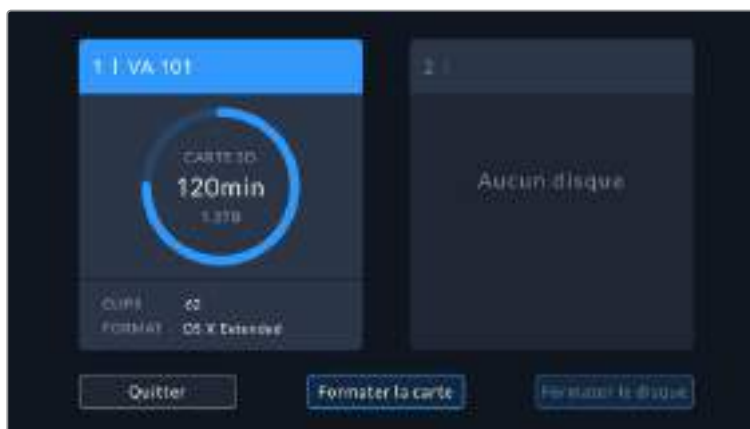 1 | VA 101
CARTE SD
120min
1.2TB
CLIPS 62
FORMAT OS X Extended
2 |
Aucun disque
Quitter
Formater la carte
Formater le disque